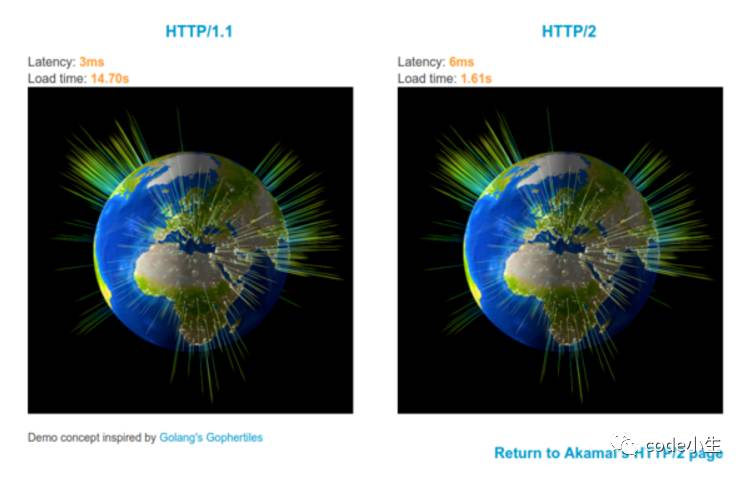 HTTP/1.1
Latency: 3ms
Load time: 14.70s
HTTP/2
Latency: 6ms
Load time: 1.61s
Demo concept inspired by Golang's Gophertiles
Return to Akamai's HTTP/2 page
code小生